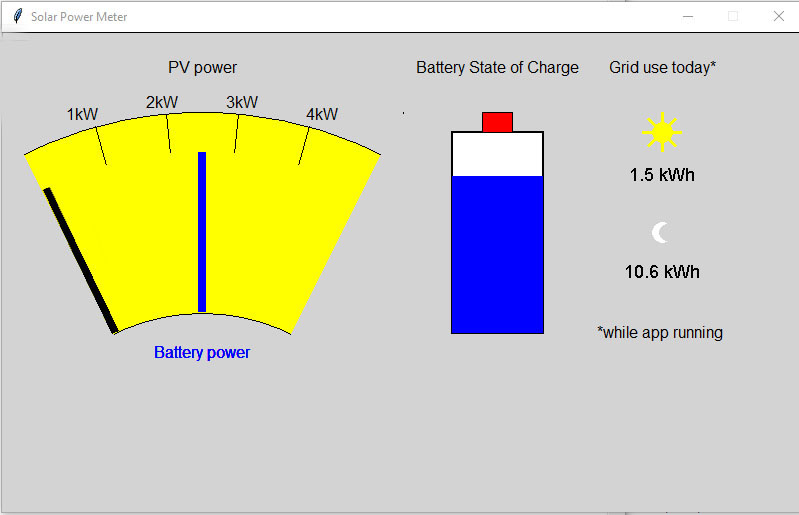 Solar Power Meter
PV power
Battery State of Charge
Grid use today*
1kW
2kW
3kW
4kW
1.5 kWh
10.6 kWh
*while app running
Battery power